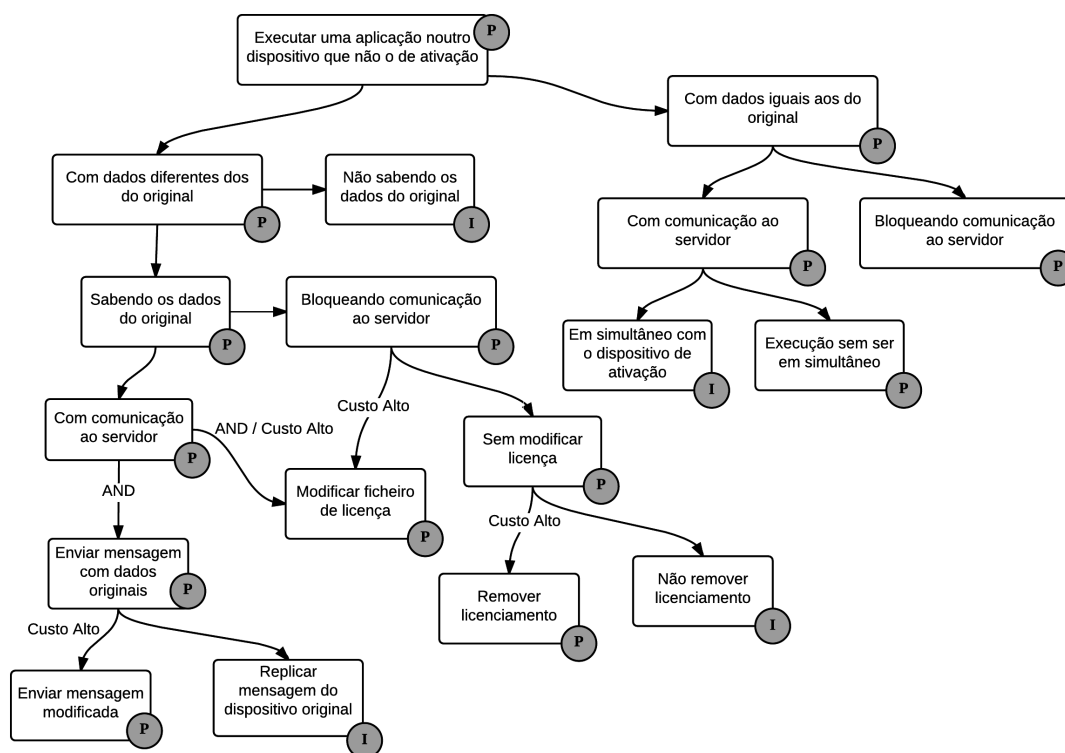 Executar uma aplicação noutro
dispositivo que não o de ativação
P
Com dados iguais aos do
original
P
Com dados diferentes dos
do original
P
Não sabendo os
dados do original
I
Com comunicação ao
servidor
P
Bloqueando comunicação
ao servidor
P
Sabendo os dados
do original
P
Bloqueando comunicação
ao servidor
P
Em simultâneo com
o dispositivo de
ativação
I
Execução sem ser
em simultâneo
P
Com comunicação
ao servidor
P
AND / Custo Alto
Custo Alto
Sem modificar
licença
P
AND
Modificar ficheiro
de licença
P
Custo Alto
Enviar mensagem
com dados
originais
P
Remover
licenciamento
P
Não remover
licenciamento
I
Custo Alto
Enviar mensagem
modificada
P
Replicar
mensagem do
dispositivo original
I